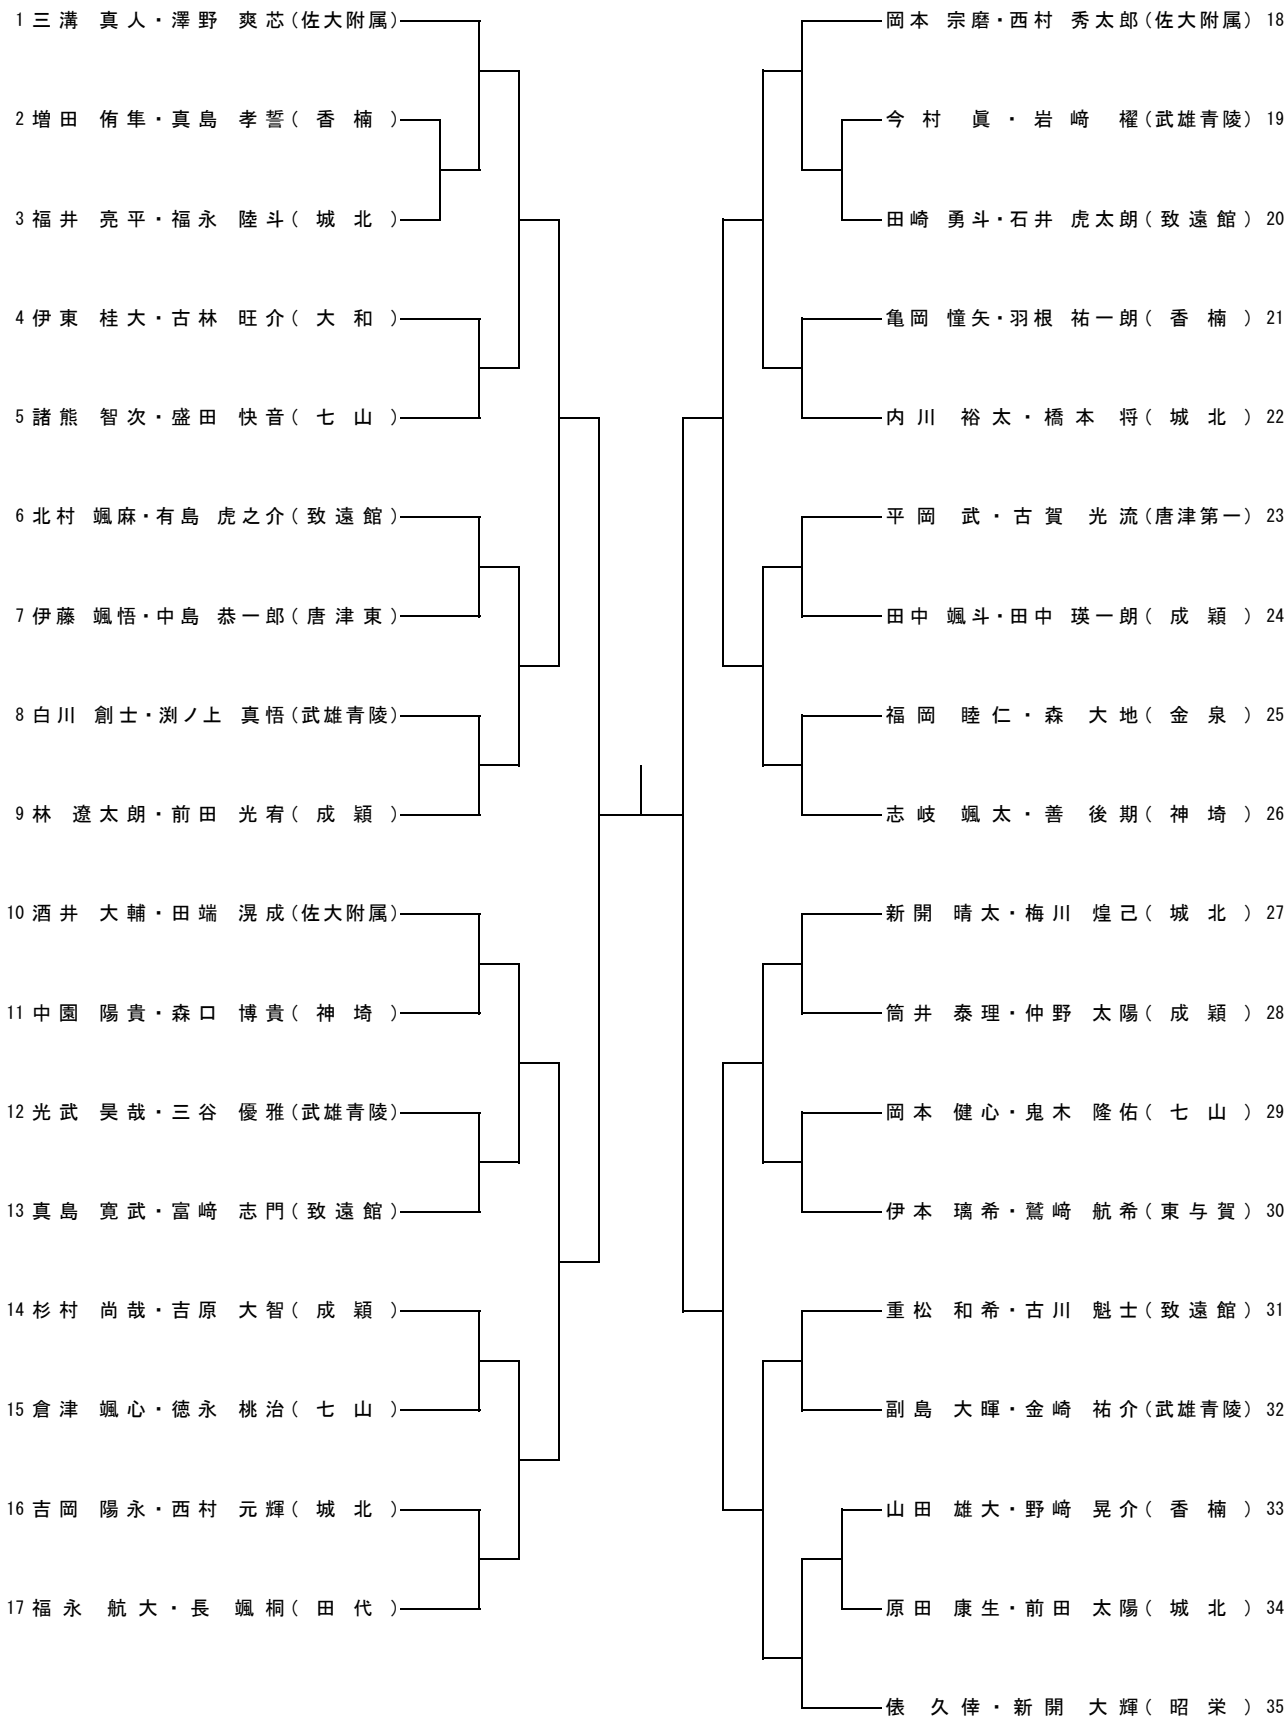 1 三溝 真人・澤野 爽芯(佐大附属)
2 増田 侑隼・真島 孝誓(香楠)
3 福井 亮平・福永 陸斗(城北)
4 伊東 桂大・古林 旺介(大和)
5 諸熊 智次・盛田 快音(七山)
6 北村 颯麻・有島 虎之介(致遠館)
7 伊藤 颯悟・中島 恭一郎(唐津東)
8 白川 創士・渕ノ上 真悟(武雄青陵)
9 林 遼太朗・前田 光宥(成穎)
10 酒井 大輔・田端 滉成(佐大附属)
11 中園 陽貴・森口 博貴(神埼)
12 光武 昊哉・三谷 優雅(武雄青陵)
13 真島 寛武・富﨑 志門(致遠館)
14 杉村 尚哉・吉原 大智(成穎)
15 倉津 颯心・徳永 桃治(七山)
16 吉岡 陽永・西村 元輝(城北)
17 福永 航大・長 颯桐(田代)
岡本 宗磨・西村 秀太郎(佐大附属) 18
今村 眞・岩﨑 櫂(武雄青陵) 19
田崎 勇斗・石井 虎太朗(致遠館) 20
亀岡 憧矢・羽根 祐一朗(香楠) 21
内川 裕太・橋本 将(城北) 22
平岡 武・古賀 光流(唐津第一) 23
田中 颯斗・田中 瑛一朗(成穎) 24
福岡 睦仁・森 大地(金泉) 25
志岐 颯太・善 後期(神埼) 26
新開 晴太・梅川 煌己(城北) 27
筒井 泰理・仲野 太陽(成穎) 28
岡本 健心・鬼木 隆佑(七山) 29
伊本 璃希・鷲﨑 航希(東与賀) 30
重松 和希・古川 魁士(致遠館) 31
副島 大暉・金崎 祐介(武雄青陵) 32
山田 雄大・野﨑 晃介(香楠) 33
原田 康生・前田 太陽(城北) 34
俵 久倖・新開 大輝(昭栄) 35